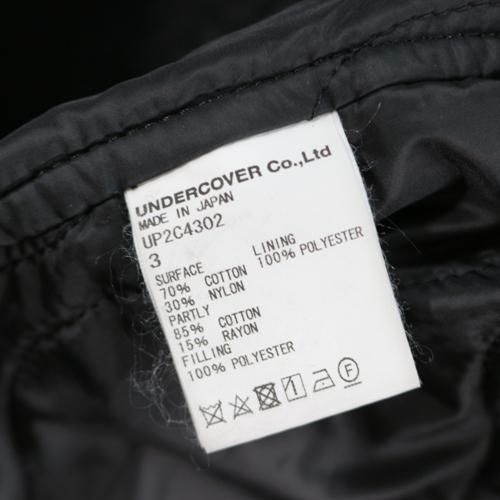 UNDERCOVER Co.,Ltd
MADE IN JAPAN
UP2C4302
3
SURFACE
70% COTTON
30% NYLON
LINING
100% POLYESTER
PARTLY
85% COTTON
15% RAYON
FILLING
100% POLYESTER
F